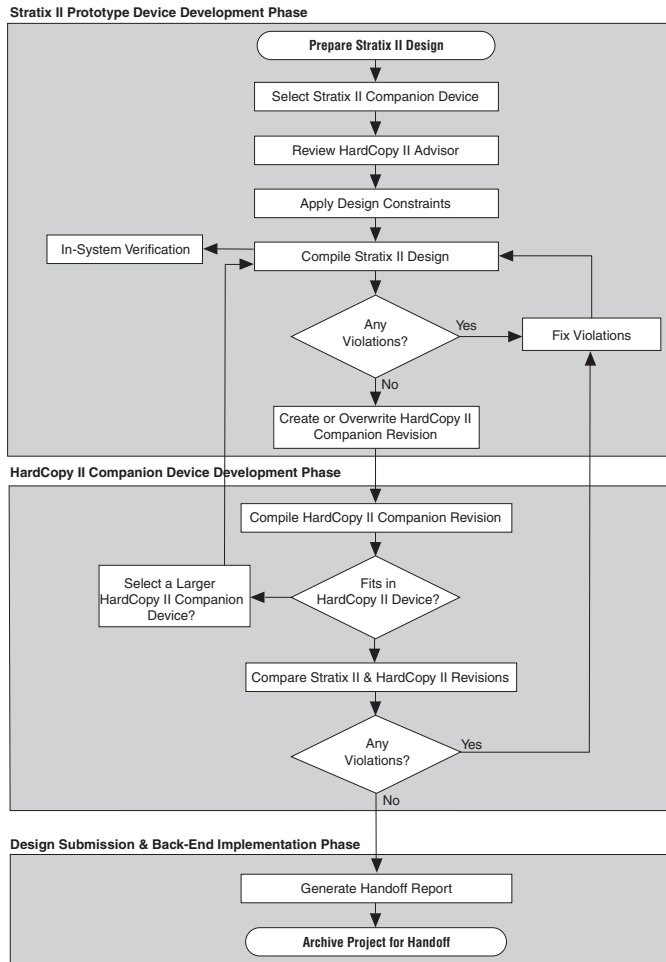 Stratix II Prototype Device Development Phase
Prepare Stratix II Design
Select Stratix II Companion Device
Review HardCopy II Advisor
Apply Design Constraints
In-System Verification
Compile Stratix II Design
Any
Violations?
Yes
Fix Violations
No
Create or Overwrite HardCopy II
Companion Revision
HardCopy II Companion Device Development Phase
Compile HardCopy II Companion Revision
Select a Larger
HardCopy II Companion
Device?
Fits in
HardCopy II Device?
Compare Stratix II & HardCopy II Revisions
Any
Violations?
Yes
No
Design Submission & Back-End Implementation Phase
Generate Handoff Report
Archive Project for Handoff